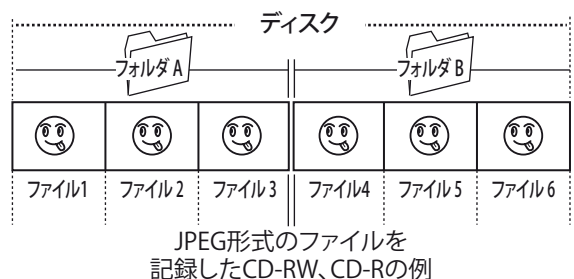 ディスク
フォルダ A フォルダ B
ファイル1 ファイル 2 ファイル 3 ファイル4 ファイル 5 ファイル 6
JPEG形式のファイルを
記録したCD-RW、CD-Rの例